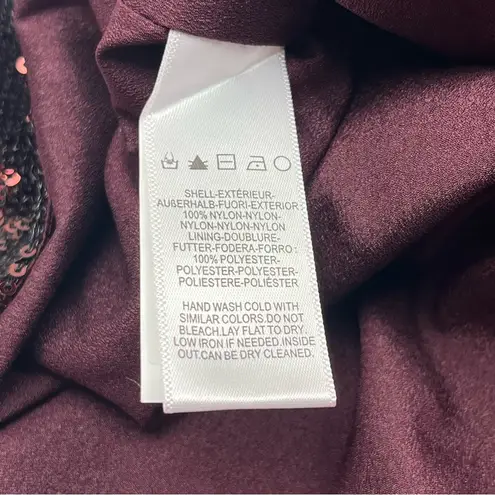 SHELL-EXTÉRIEUR-
AUßERHALB-FUORI-EXTERIOR:
100% NYLON-NYLON-
NYLON-NYLON-NYLON
LINING-DOUBLURE-
FUTTER-FODERA-FORRO:
100% POLYESTER-
POLYESTER-POLYESTER-
POLIESTERE-POLIÉSTER
HAND WASH COLD WITH
SIMILAR COLORS.DO NOT
BLEACH.LAY FLAT TO DRY.
LOW IRON IF NEEDED.INSIDE
OUT.CAN BE DRY CLEANED.